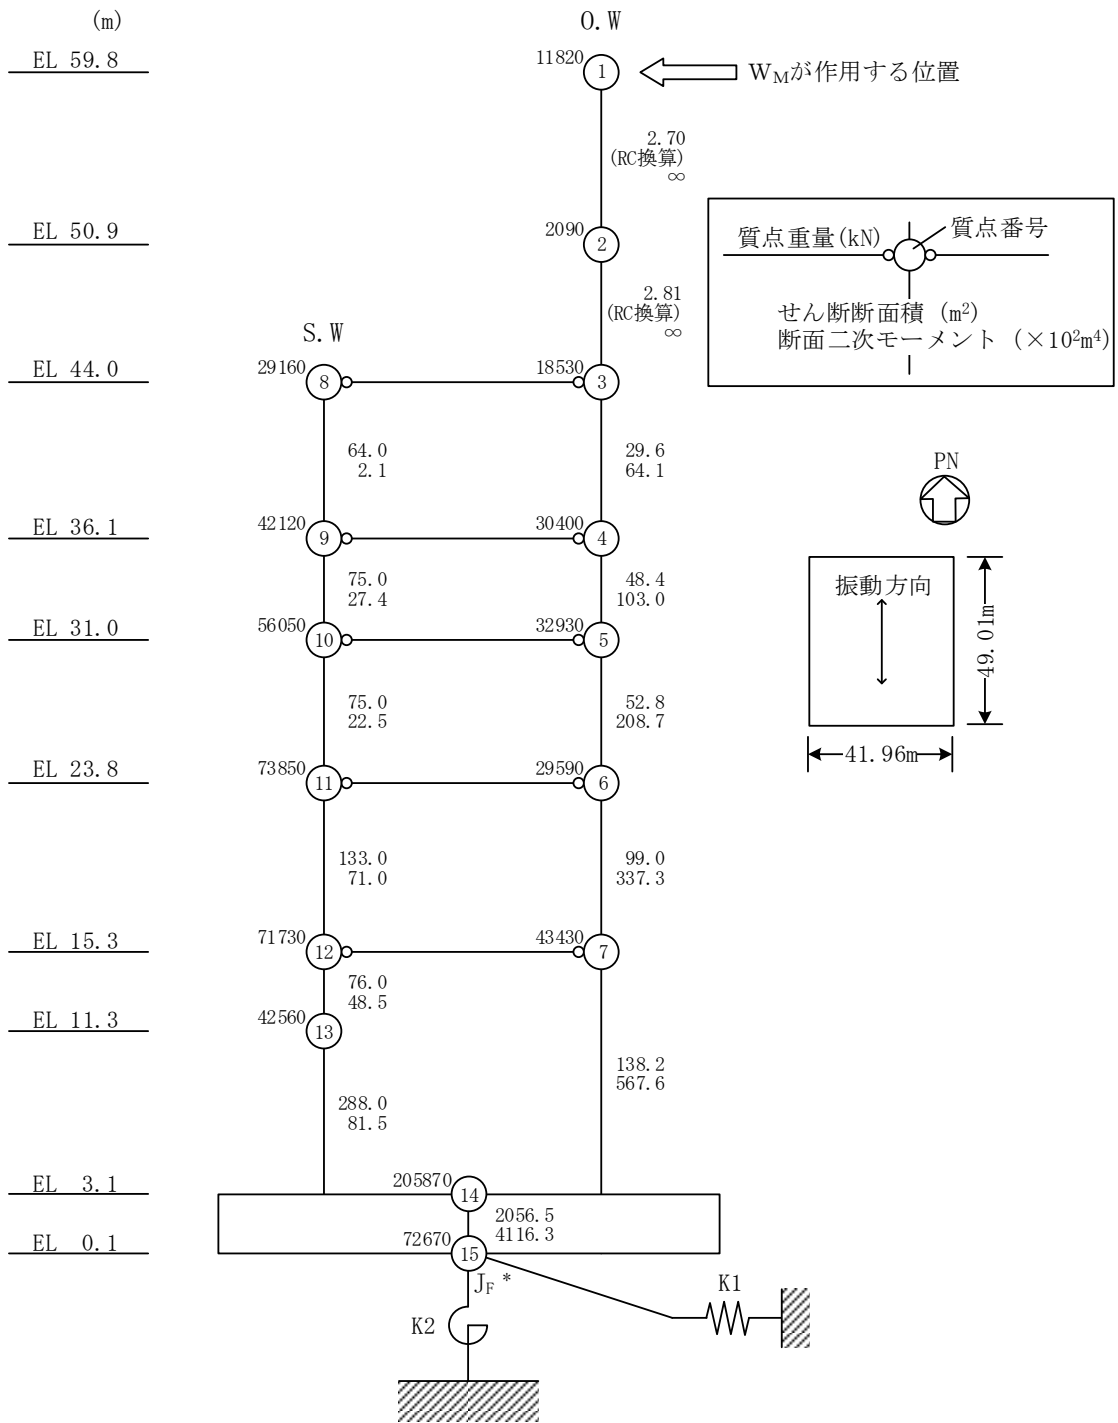 (m)
O.W
EL 59.8
11820
1
W_Mが作用する位置
2.70
(RC換算)
∞
EL 50.9
2090
2
質点重量(kN)
質点番号
せん断断面積 (m²)
断面二次モーメント (×10²m⁴)
2.81
(RC換算)
∞
S.W
EL 44.0
29160
8
18530
3
64.0
2.1
29.6
64.1
PN
EL 36.1
42120
9
30400
4
75.0
27.4
48.4
103.0
振動方向
49.01m
41.96m
EL 31.0
56050
10
32930
5
75.0
22.5
52.8
208.7
EL 23.8
73850
11
29590
6
133.0
71.0
99.0
337.3
EL 15.3
71730
12
43430
7
76.0
48.5
EL 11.3
42560
13
138.2
567.6
288.0
81.5
EL 3.1
205870
14
2056.5
4116.3
EL 0.1
72670
15
J_F *
K1
K2